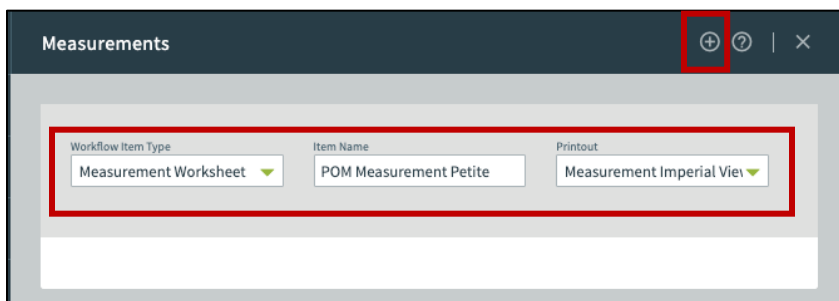 Measurements
Workflow Item Type Item Name Printout
Measurement Worksheet POM Measurement Petite Measurement Imperial Viev